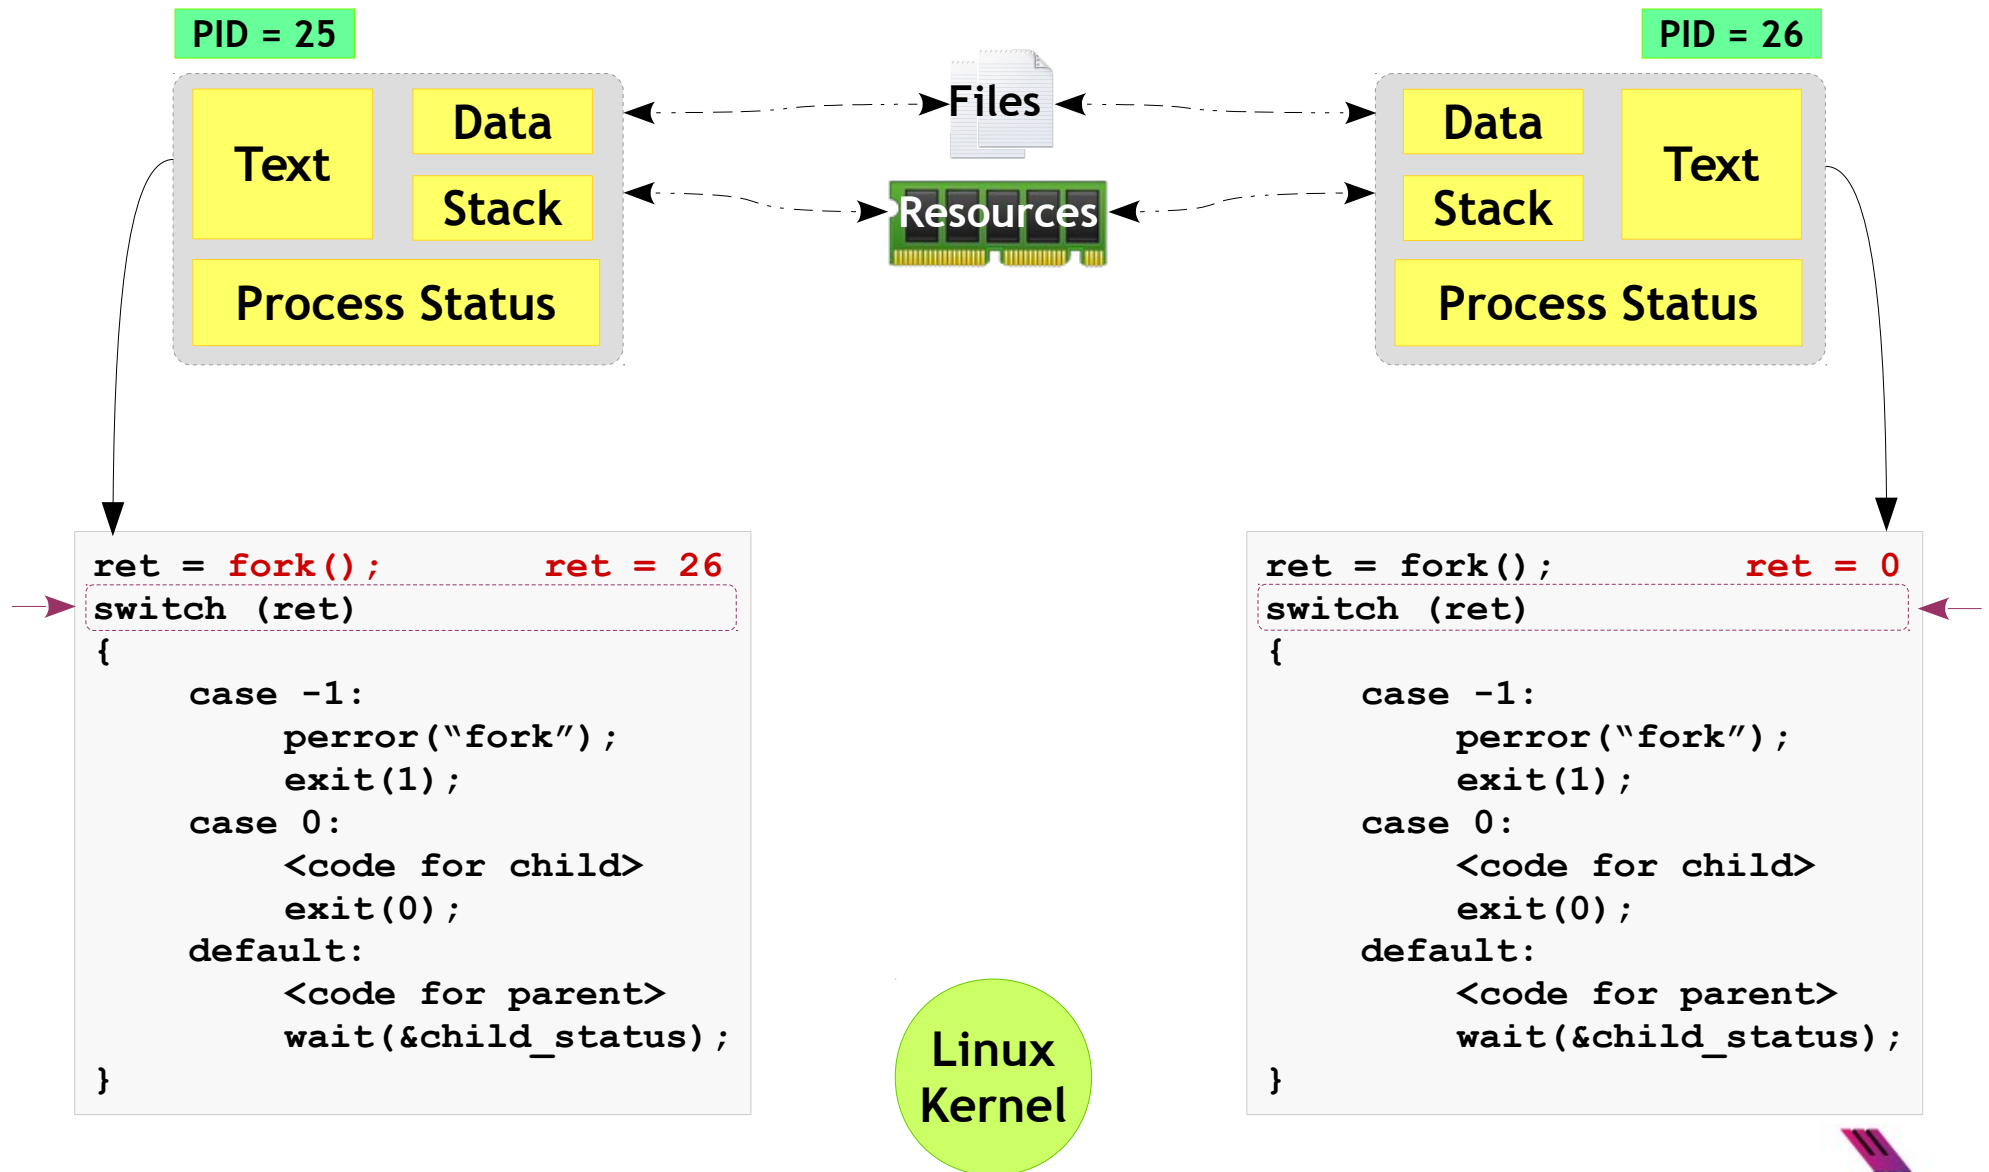 PID = 25
PID = 26
Text
Data
Stack
Process Status
Files
Resources
Data
Stack
Text
Process Status
ret = fork(); ret = 26
switch (ret)
{
case -1:
perror(“fork”);
exit(1);
case 0:
<code for child>
exit(0);
default:
<code for parent>
wait(&child_status);
}
ret = fork(); ret = 0
switch (ret)
{
case -1:
perror(“fork”);
exit(1);
case 0:
<code for child>
exit(0);
default:
<code for parent>
wait(&child_status);
}
Linux
Kernel